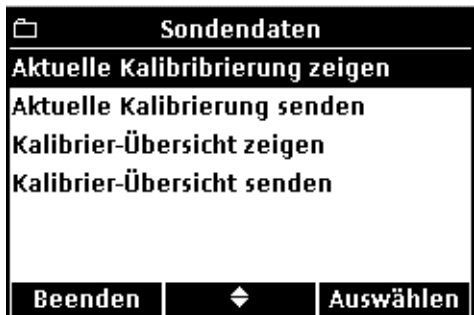 Sondendaten
Aktuelle Kalibribrierung zeigen
Aktuelle Kalibrierung senden
Kalibrier-Übersicht zeigen
Kalibrier-Übersicht senden
Beenden Auswählen